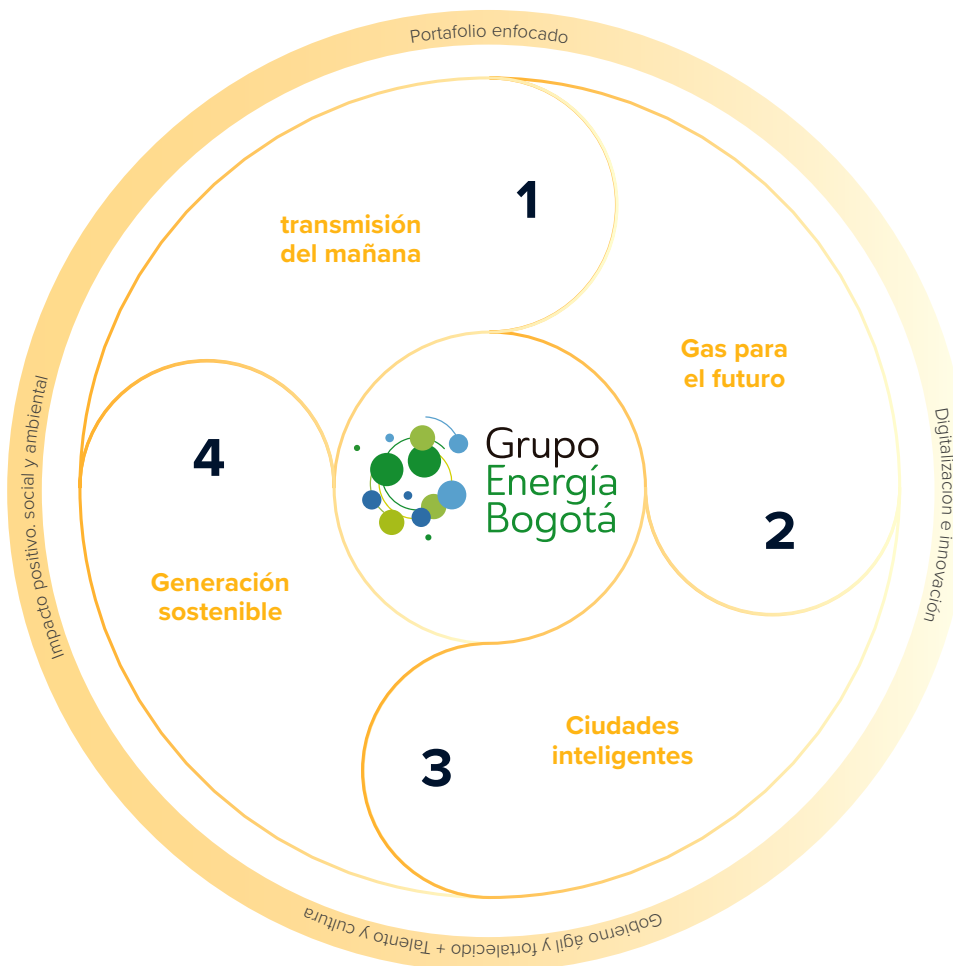 Portafolio enfocado
1
transmisión
del mañana
Gas para
el futuro
2
Digitalizacion e innovación
Grupo
Energía
Bogotá
4
Generación
sostenible
Impacto positivo. social y ambiental
3
Ciudades
inteligentes
Gobierno ágil y fortalecido + Talento y cultura